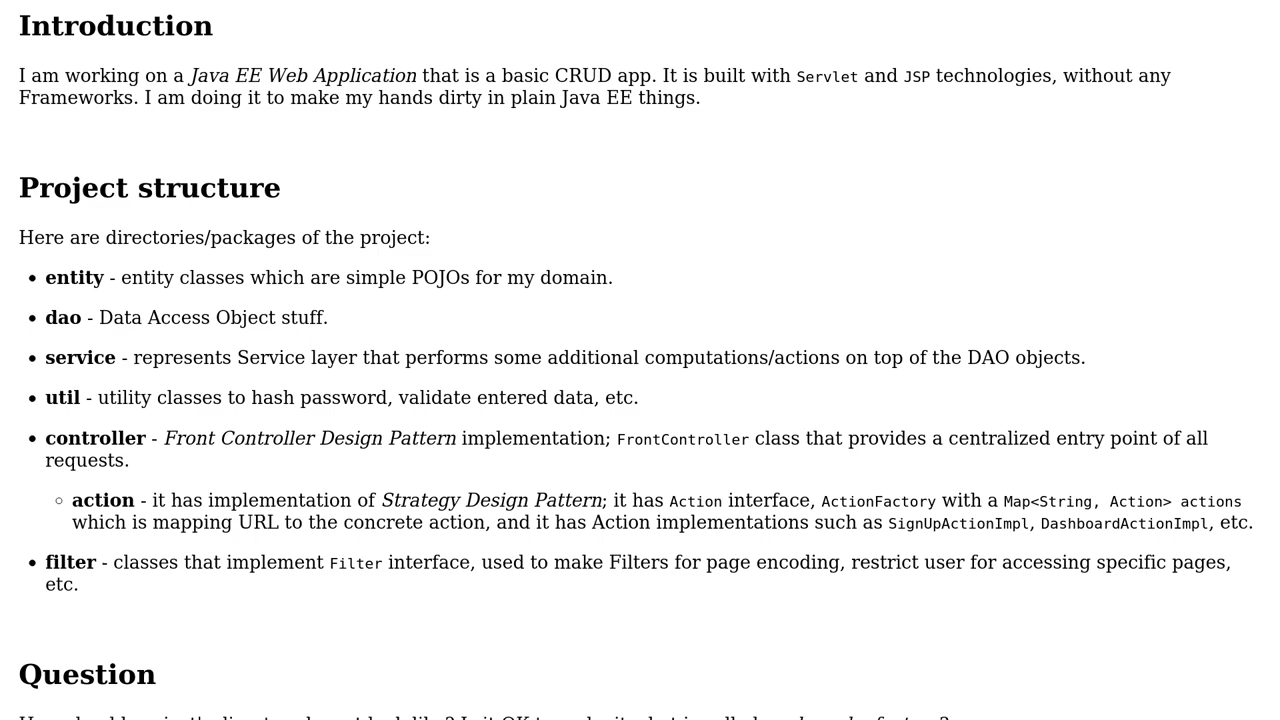 Introduction
I am working on a Java EE Web Application that is a basic CRUD app. It is built with Servlet and JSP technologies, without any
Frameworks. I am doing it to make my hands dirty in plain Java EE things.
Project structure
Here are directories/packages of the project:
• entity - entity classes which are simple POJOs for my domain.
• dao - Data Access Object stuff.
• service - represents Service layer that performs some additional computations/actions on top of the DAO objects.
• util - utility classes to hash password, validate entered data, etc.
• controller - Front Controller Design Pattern implementation; FrontController class that provides a centralized entry point of all
requests.
◦ action - it has implementation of Strategy Design Pattern; it has Action interface, ActionFactory with a Map<String, Action> actions
which is mapping URL to the concrete action, and it has Action implementations such as SignUpActionImpl, DashboardActionImpl, etc.
• filter - classes that implement Filter interface, used to make Filters for page encoding, restrict user for accessing specific pages,
etc.
Question